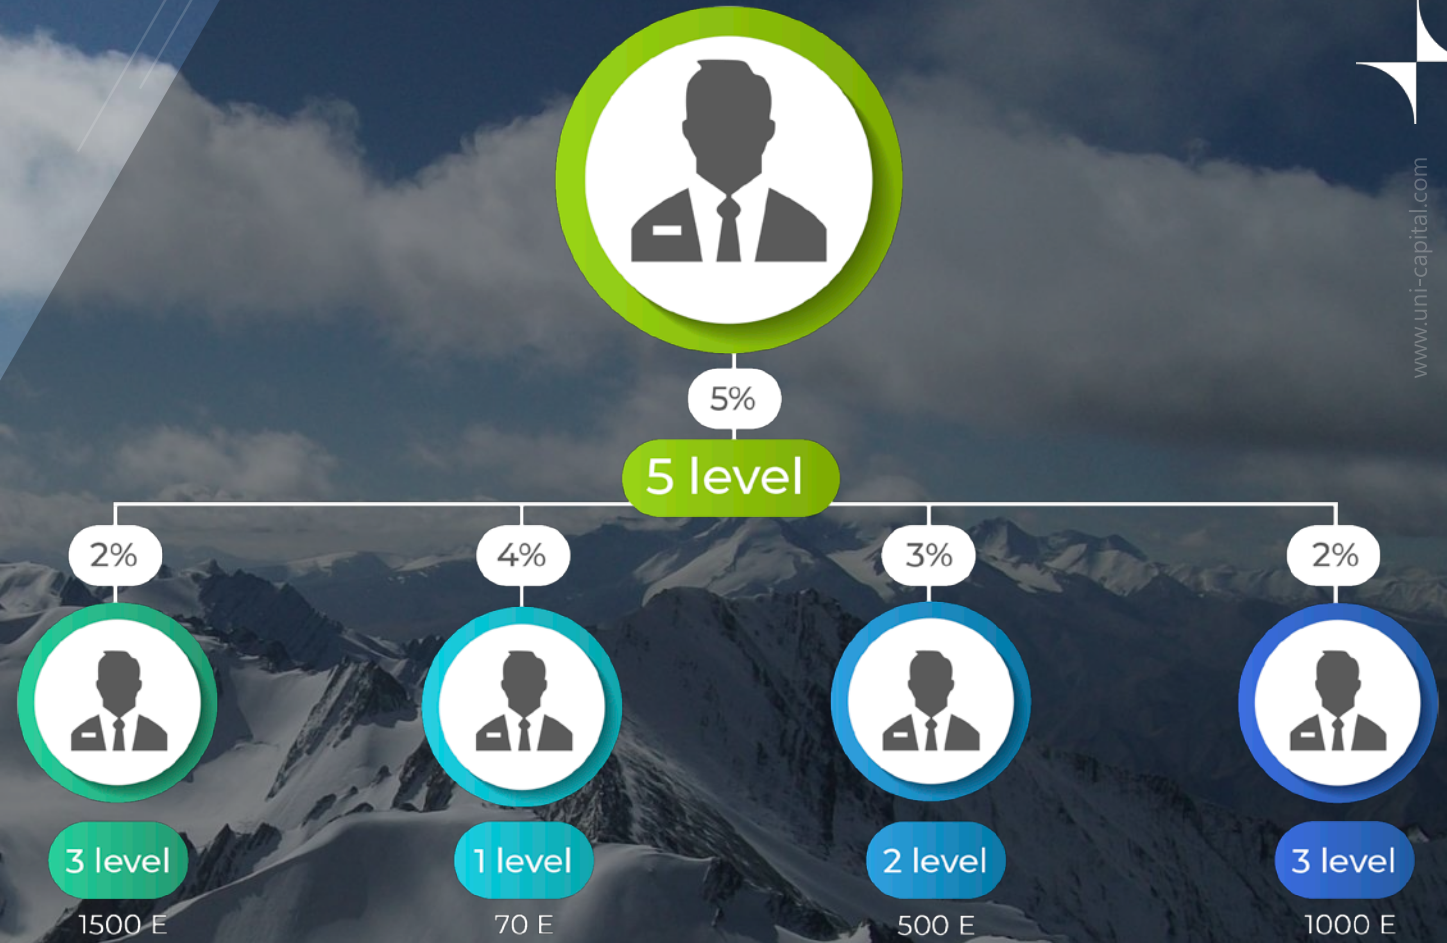 www.uni-capital.com
5%
5 level
2%
4%
3%
2%
3 level
1 level
2 level
3 level
1500 E
70 E
500 E
1000 E